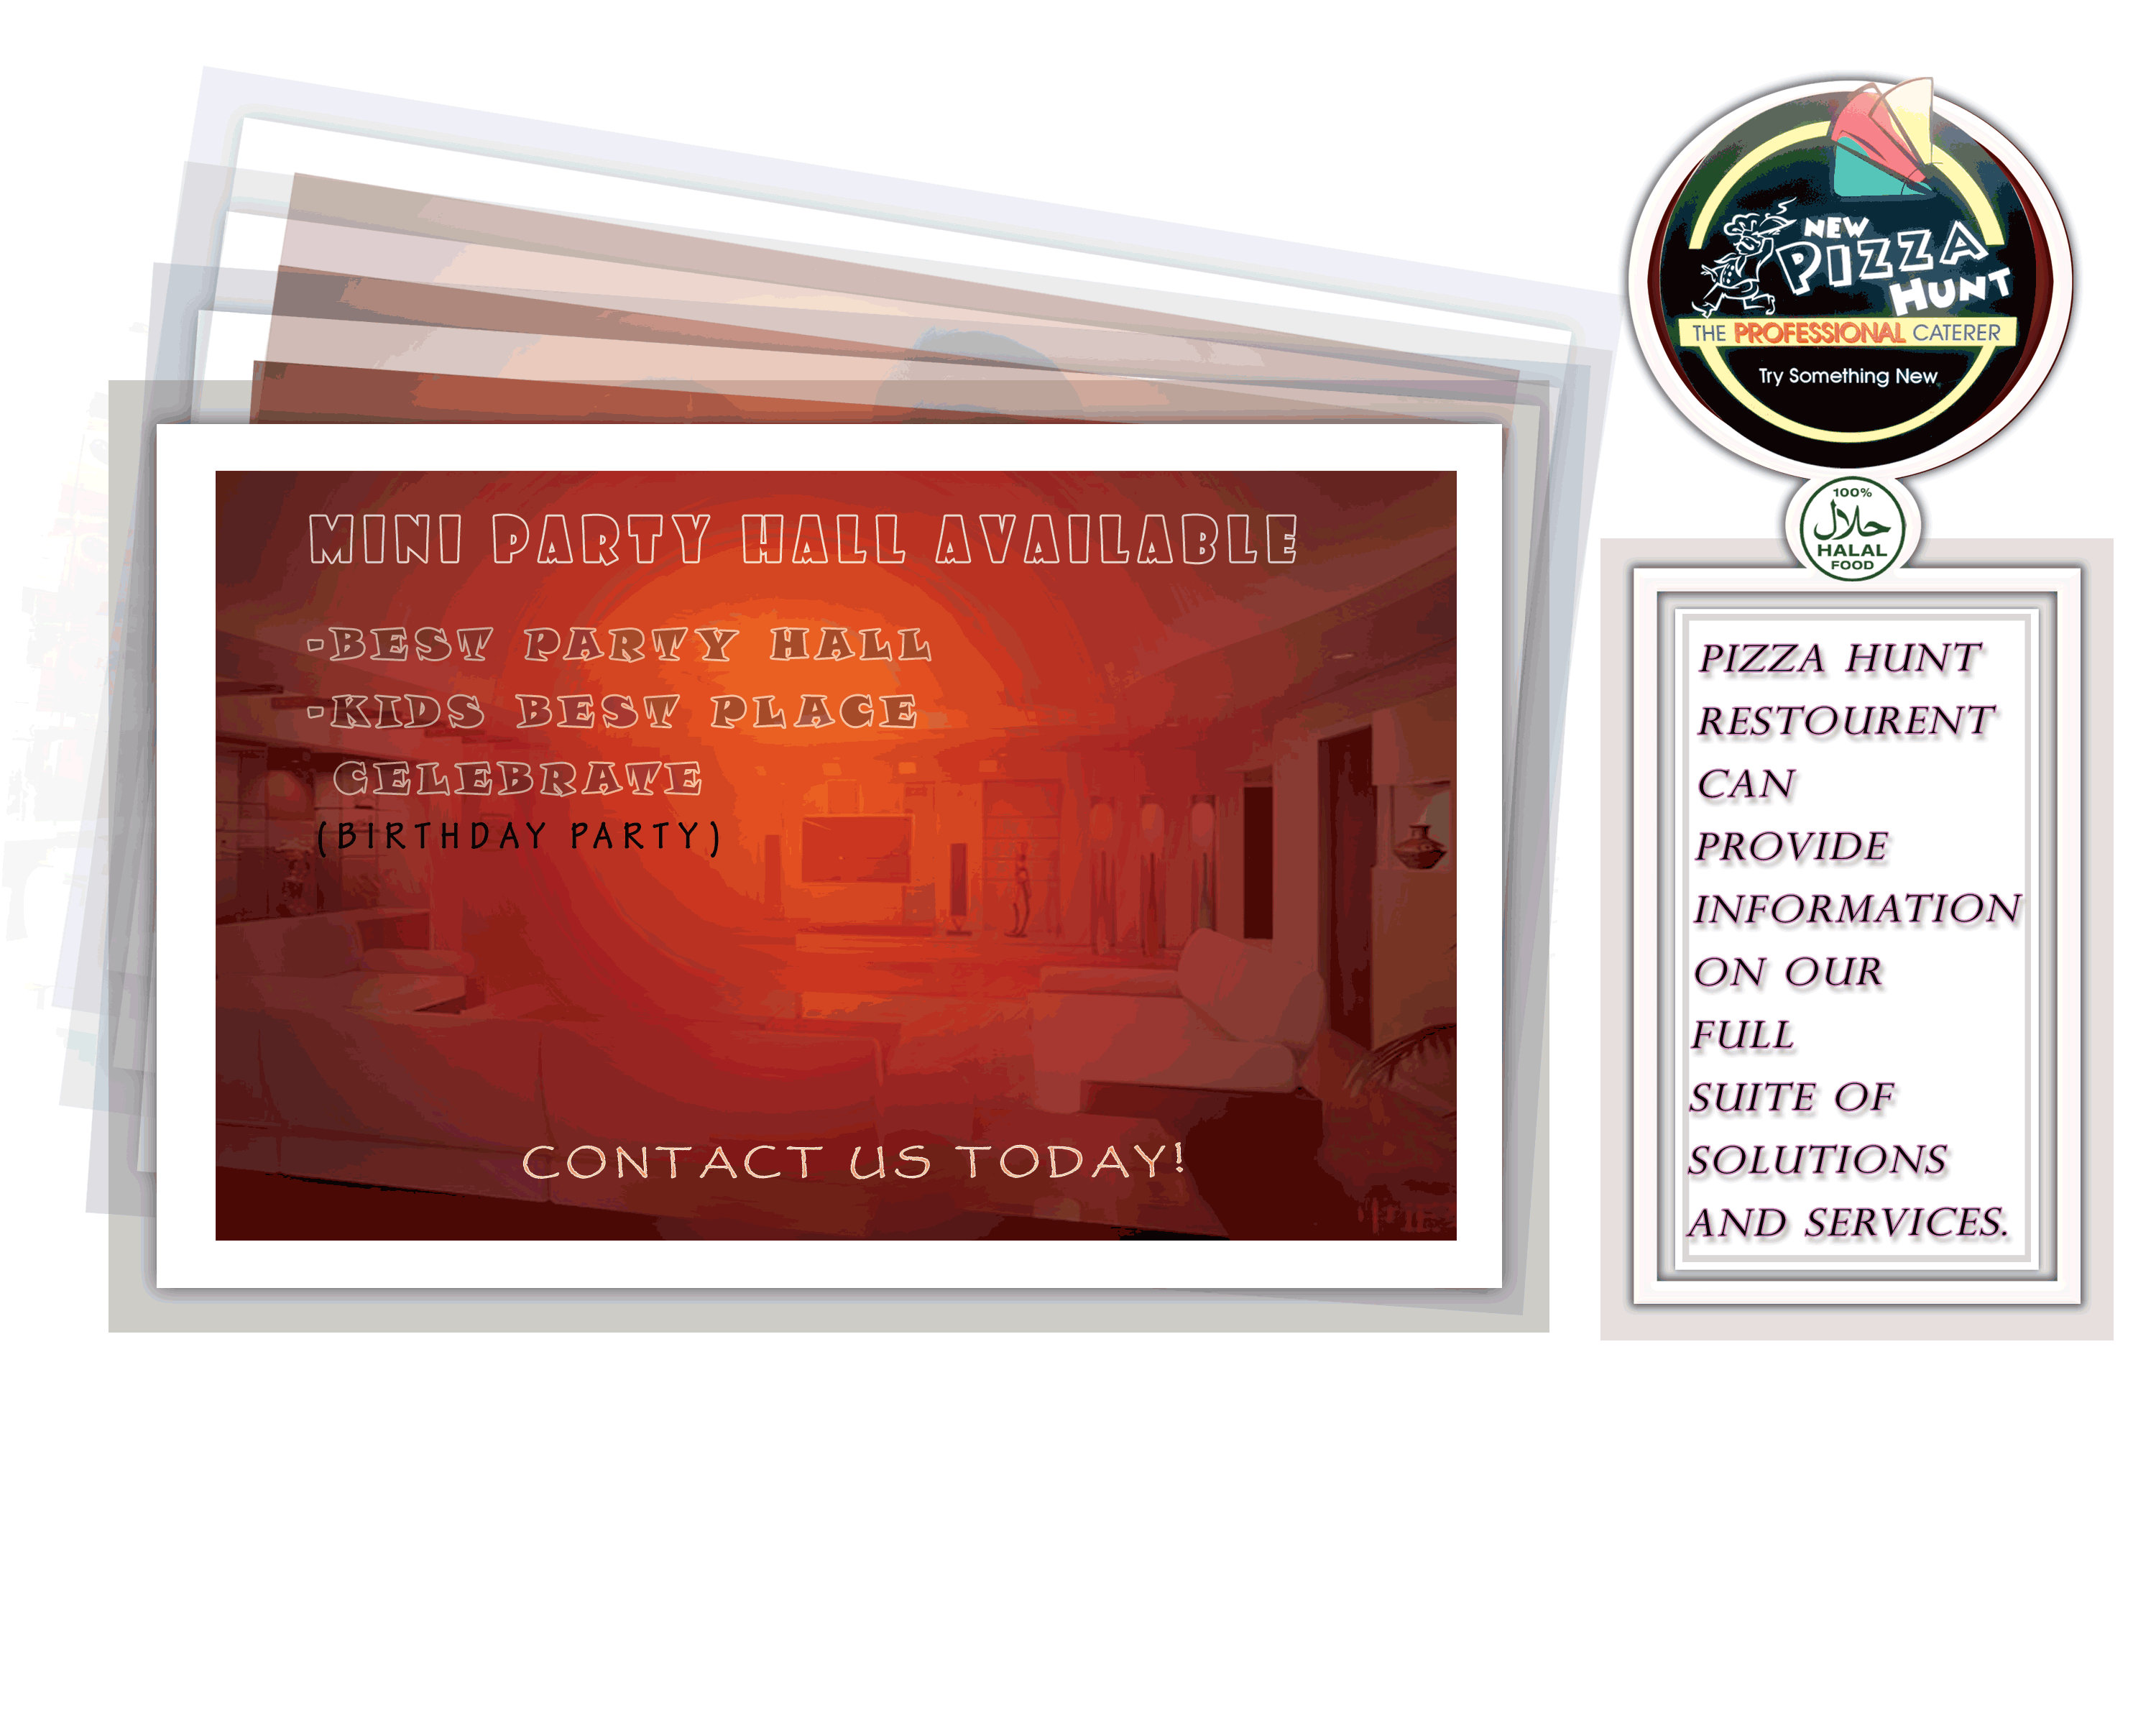 MINI PARTY HALL AVAILABLE
-BEST PARTY HALL
-KIDS BEST PLACE
CELEBRATE
(BIRTHDAY PARTY)
CONTACT US TODAY!
NEW
PIZZA
HUNT
THE PROFESSIONAL CATERER
Try Something New
100%
حلال
HALAL
FOOD
PIZZA HUNT
RESTOURENT
CAN
PROVIDE
INFORMATION
ON OUR
FULL
SUITE OF
SOLUTIONS
AND SERVICES.